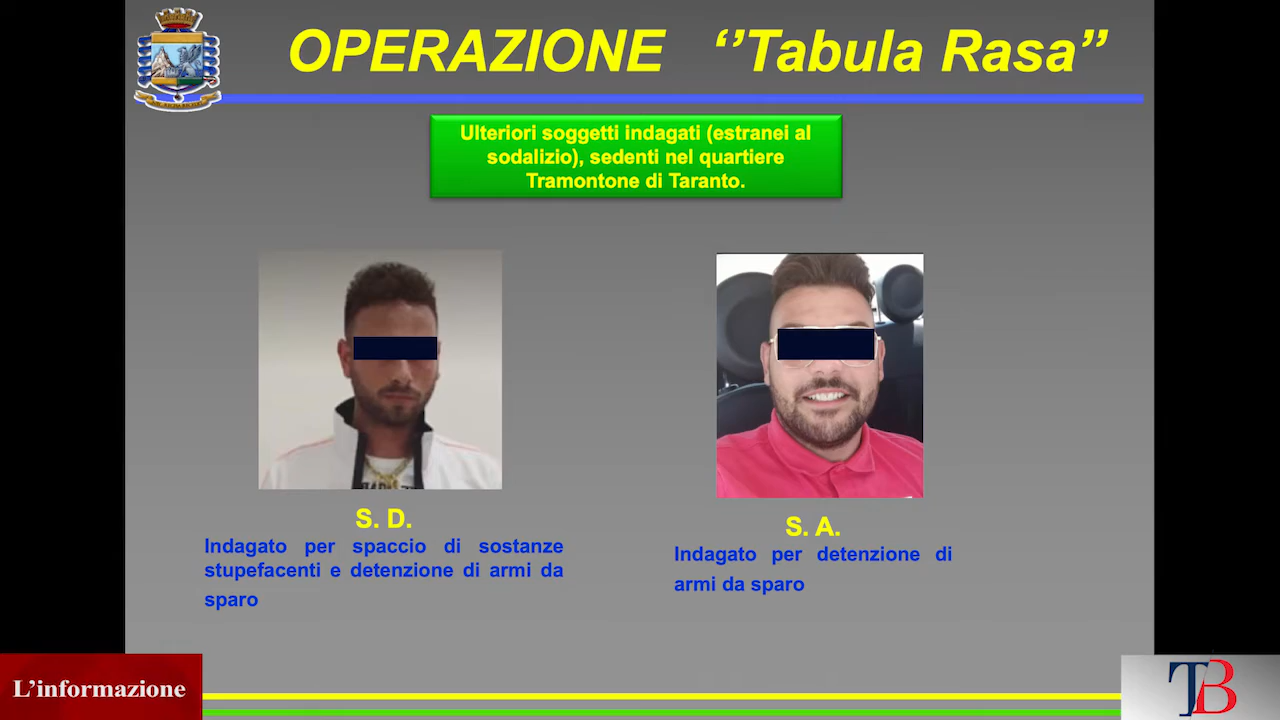 OPERAZIONE ‘’Tabula Rasa’’
Ulteriori soggetti indagati (estranei al
sodalizio), sedenti nel quartiere
Tramontone di Taranto.
S. D.
Indagato per spaccio di sostanze
stupefacenti e detenzione di armi da
sparo
S. A.
Indagato per detenzione di
armi da sparo
L’informazione
TB